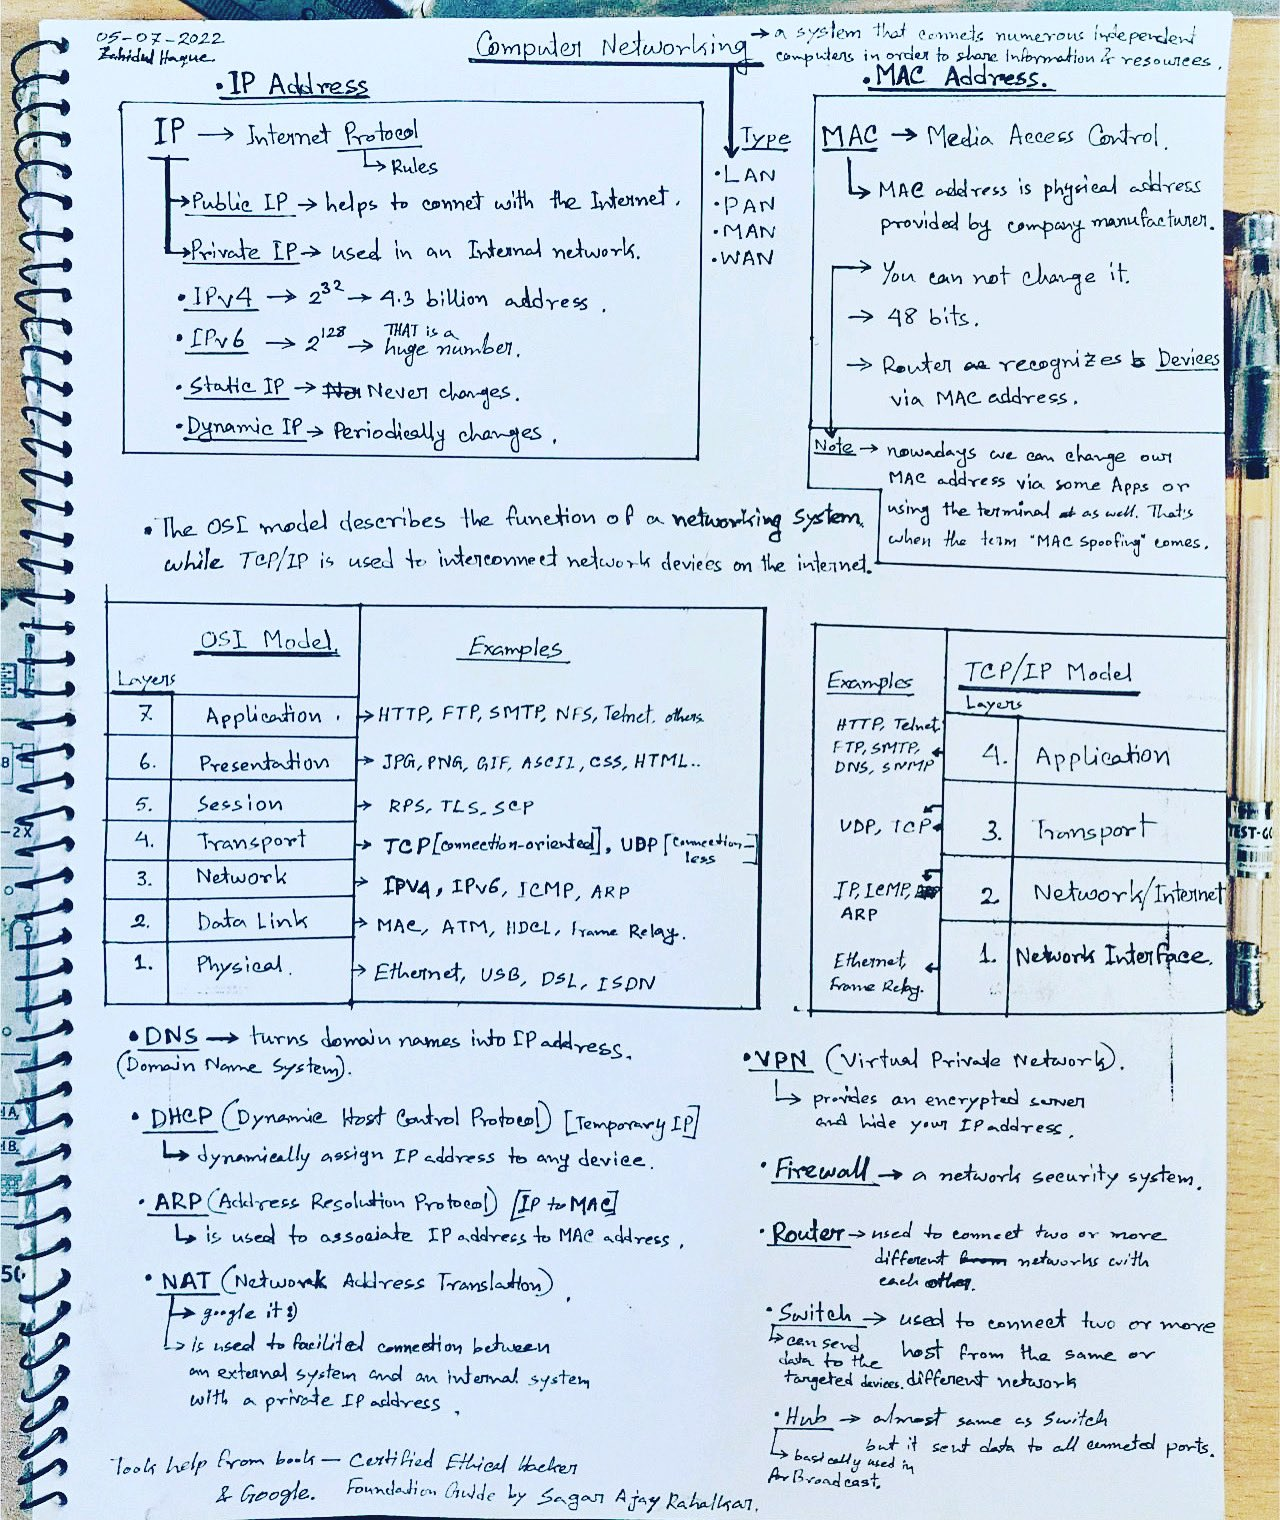 05-07-2022
Zahidul Haque
Computer Networking → a system that connets numerous independent
computers in order to share Information & resources.
• IP Address
IP → Internet Protocol
↳ Rules
→ Public IP → helps to connet with the Internet.
→ Private IP → used in an Internal network.
• IPv4 → 2^32 → 4.3 billion address.
• IPv6 → 2^128 → THAT is a
huge number.
• Static IP → Never changes.
• Dynamic IP → Periodically changes.
Type
• LAN
• PAN
• MAN
• WAN
• MAC Address.
MAC → Media Access Control.
↳ MAC address is physical address
provided by company manufacturer.
→ You can not change it.
→ 48 bits.
→ Router recognizes Devices
via MAC address.
Note → nowadays we can change our
MAC address via some Apps or
using the terminal as well. That's
when the term "MAC spoofing" comes.
• The OSI model describes the function of a networking system.
while TCP/IP is used to interconnect network devices on the internet.
OSI Model. Examples
Layers
7. Application. → HTTP, FTP, SMTP, NFS, Telnet. others
6. Presentation → JPG, PNG, GIF, ASCII, CSS, HTML..
5. Session → RPS, TLS, SCP
4. Transport → TCP [connection-oriented], UDP [connection-
less]
3. Network → IPV4, IPv6, ICMP, ARP
2. Data Link → MAC, ATM, HDCL, Frame Relay.
1. Physical. → Ethernet, USB, DSL, ISDN
Examples TCP/IP Model
Layers
HTTP, Telnet
FTP, SMTP,
DNS, SNMP
4. Application
UDP, TCP 3. Transport
IP, ICMP,
ARP
2. Network/Internet
Ethernet,
Frame Relay.
1. Network Interface.
• DNS → turns domain names into IP address.
(Domain Name System).
• DHCP (Dynamic Host Control Protocol) [Temporary IP]
↳ dynamically assign IP address to any device.
• ARP (Address Resolution Protocol) [IP to MAC]
↳ is used to associate IP address to MAC address.
• NAT (Network Address Translation).
→ google it :)
→ is used to facilited connection between
an external system and an internal system
with a private IP address.
• VPN (Virtual Private Network).
↳ provides an encrypted server
and hide your IP address.
• Firewall → a network security system.
• Router → used to connect two or more
different networks with
each other.
• Switch → used to connect two or more
host from the same or
different network
↳ can send
data to the
targeted devices.
• Hub → almost same as Switch
but it sent data to all conneted ports.
↳ basically used in
for Broadcast.
Took help from book — Certified Ethical Hacker
& Google. Foundation Guide by Sagar Ajay Rahalkar.
TEST-GO